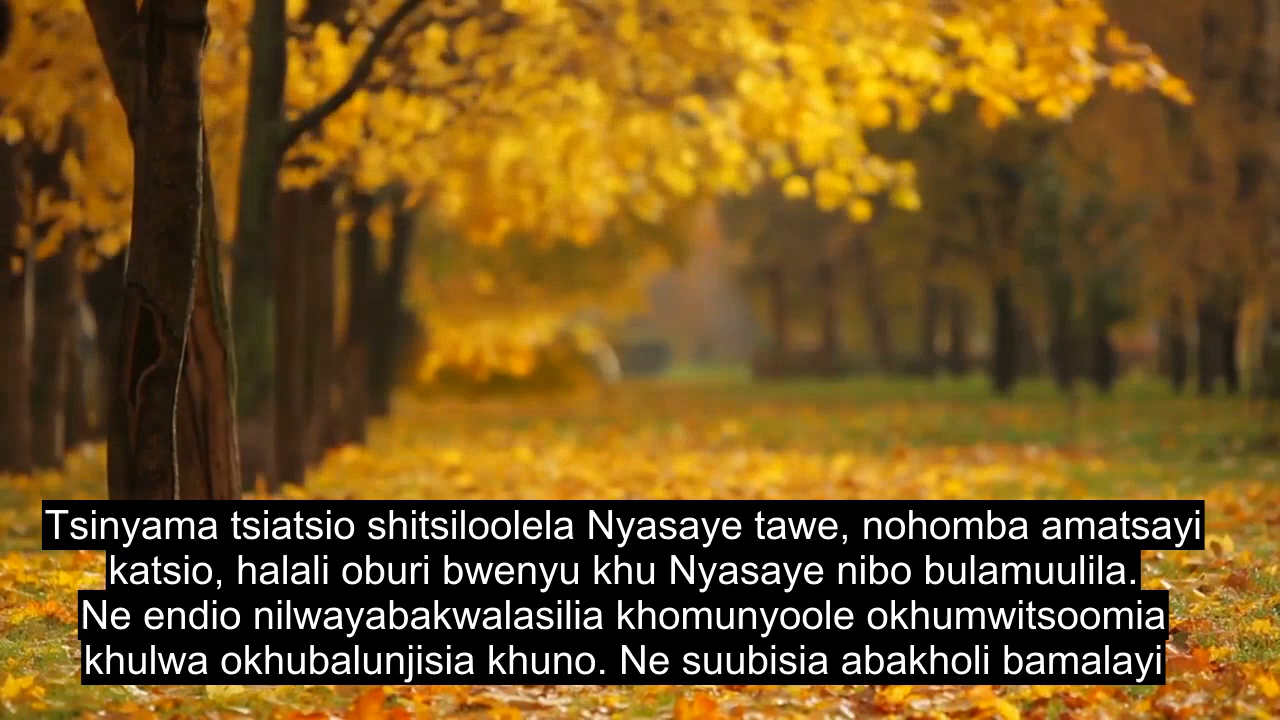 Tsinyama tsiatsio shitsiloolela Nyasaye tawe, nohomba amatsayi
katsio, halali oburi bwenyu khu Nyasaye nibo bulamuulila.
Ne endio nilwayabakwalasilia khomunyoole okhumwitsoomia
khulwa okhubalunjisia khuno. Ne suubisia abakholi bamalayi